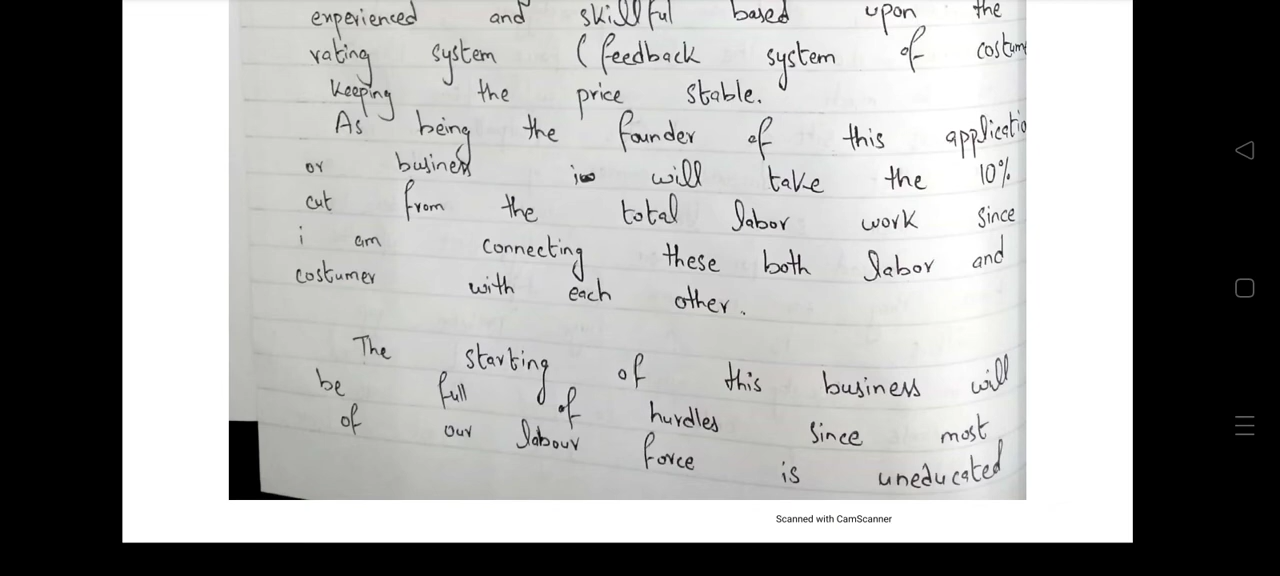 experienced and skillful based upon the
rating system (feedback system of costum
Keeping the price stable.
As being the founder of this applicatio
or business will take the 10%
cut from the total labor work since
i am connecting these both labor and
costumer with each other.
The starting of this business will
be full of hurdles since most
of our labour force is uneducated
Scanned with CamScanner